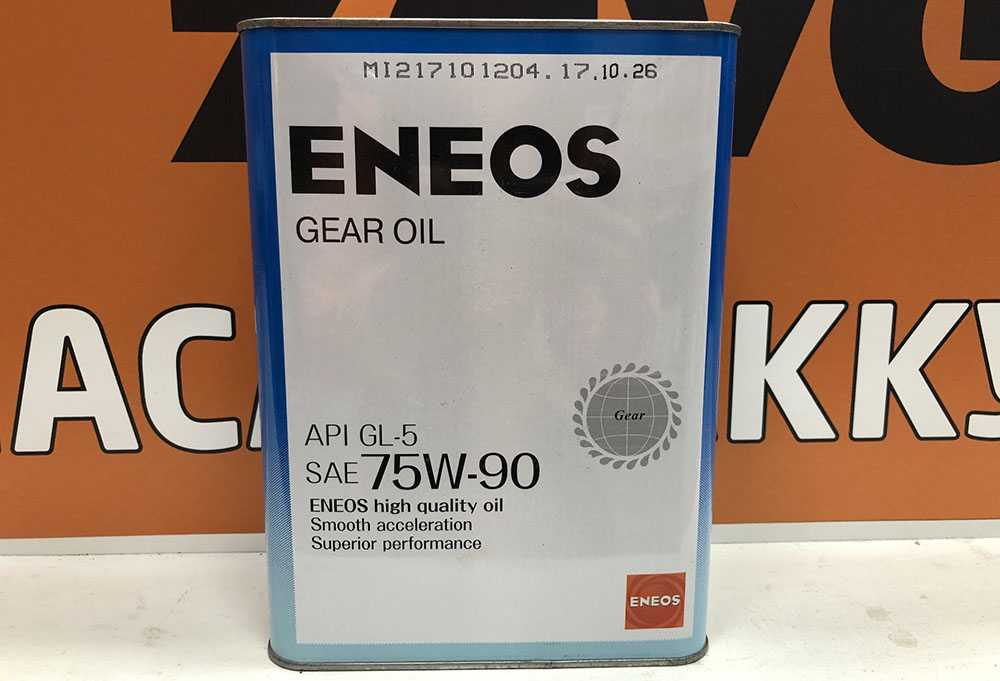 MI217101204. 17.10.26
ENEOS
GEAR OIL
Gear
API GL-5
SAE 75W-90
ENEOS high quality oil
Smooth acceleration
Superior performance
ENEOS